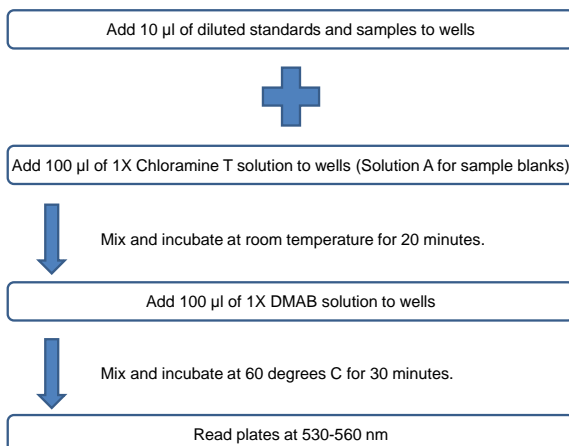 Add 10 µl of diluted standards and samples to wells
Add 100 µl of 1X Chloramine T solution to wells (Solution A for sample blanks)
Mix and incubate at room temperature for 20 minutes.
Add 100 µl of 1X DMAB solution to wells
Mix and incubate at 60 degrees C for 30 minutes.
Read plates at 530-560 nm